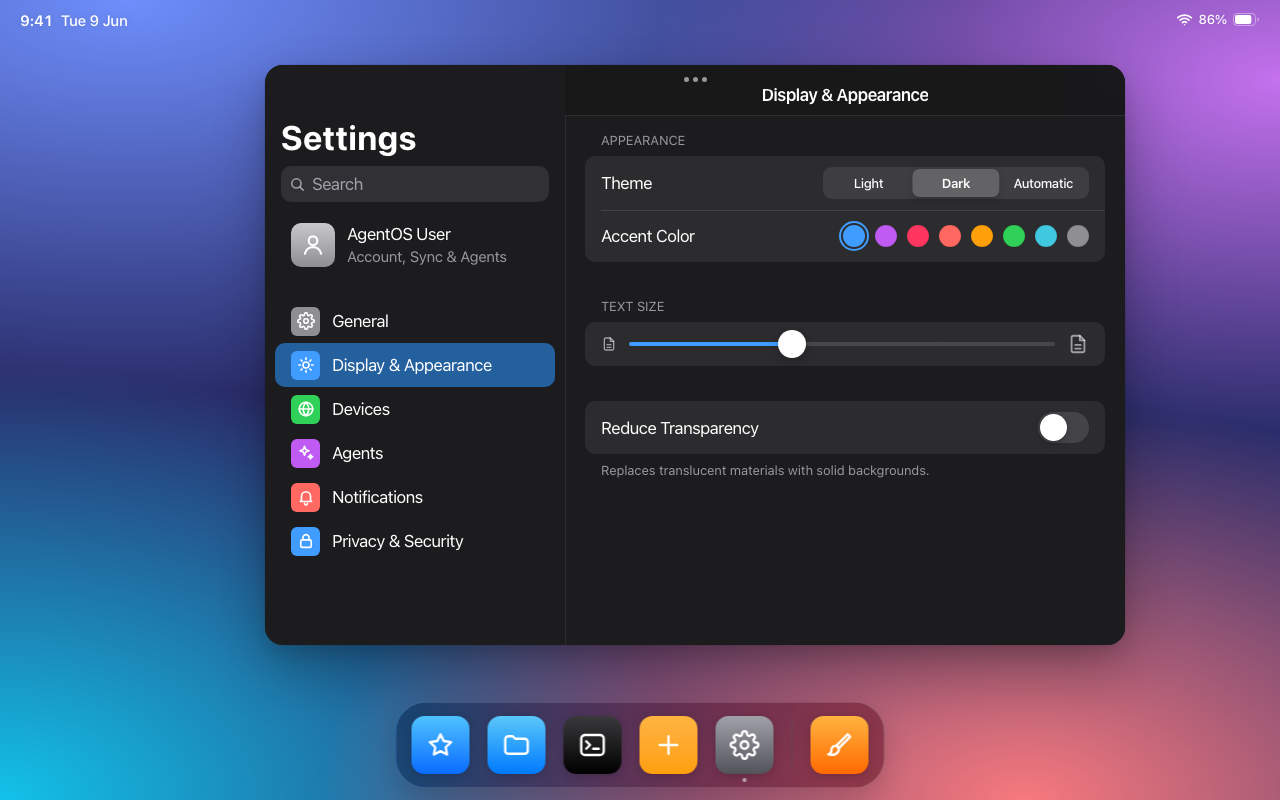 9:41 Tue 9 Jun
86%
Display & Appearance
Settings
Search
AgentOS User
Account, Sync & Agents
General
Display & Appearance
Devices
Agents
Notifications
Privacy & Security
APPEARANCE
Theme
Light
Dark
Automatic
Accent Color
TEXT SIZE
Reduce Transparency
Replaces translucent materials with solid backgrounds.